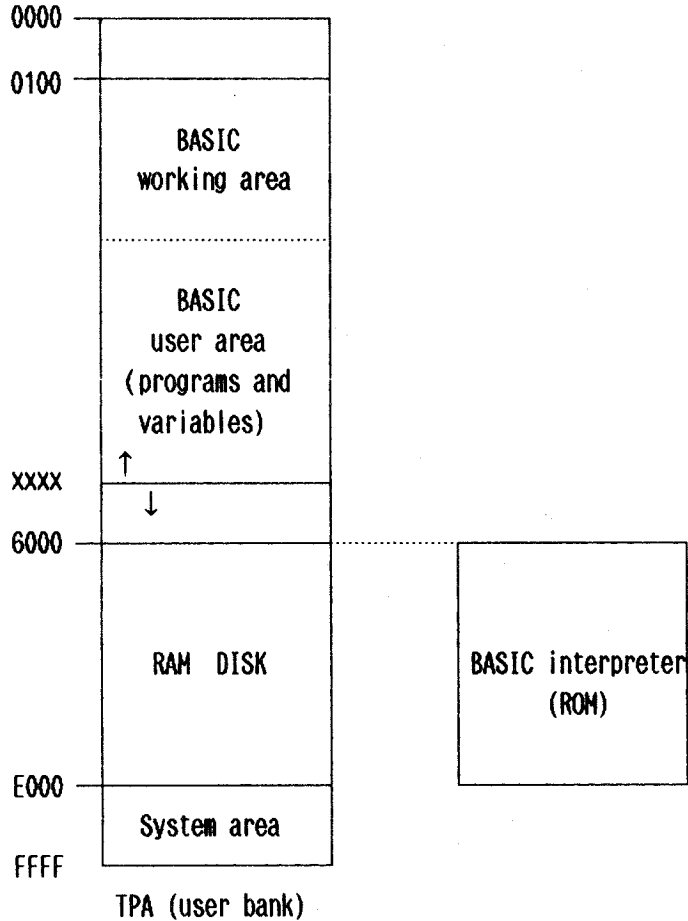 0000
0100
BASIC
working area
BASIC
user area
(programs and
variables)
↑
XXXX
↓
6000
RAM DISK
BASIC interpreter
(ROM)
E000
System area
FFFF
TPA (user bank)